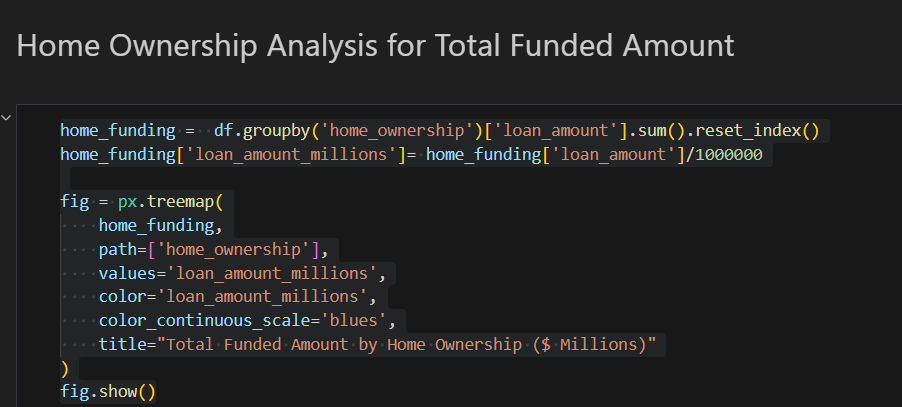 Home Ownership Analysis for Total Funded Amount
home_funding =  df.groupby('home_ownership')['loan_amount'].sum().reset_index()
home_funding['loan_amount_millions']= home_funding['loan_amount']/1000000
fig = px.treemap(
    home_funding,
    path=['home_ownership'],
    values='loan_amount_millions',
    color='loan_amount_millions',
    color_continuous_scale='blues',
    title="Total Funded Amount by Home Ownership ($ Millions)"
)
fig.show()